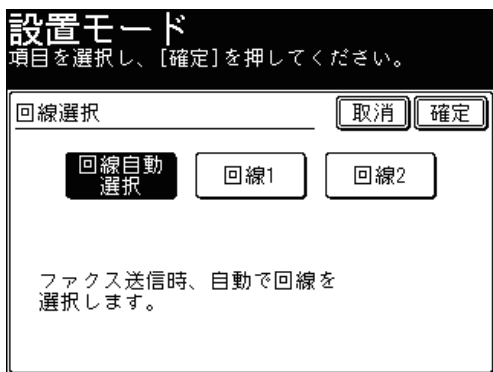 設置モード
項目を選択し、[確定]を押してください。
回線選択 取消 確定
回線自動
選択
回線1 回線2
ファクス送信時、自動で回線を
選択します。